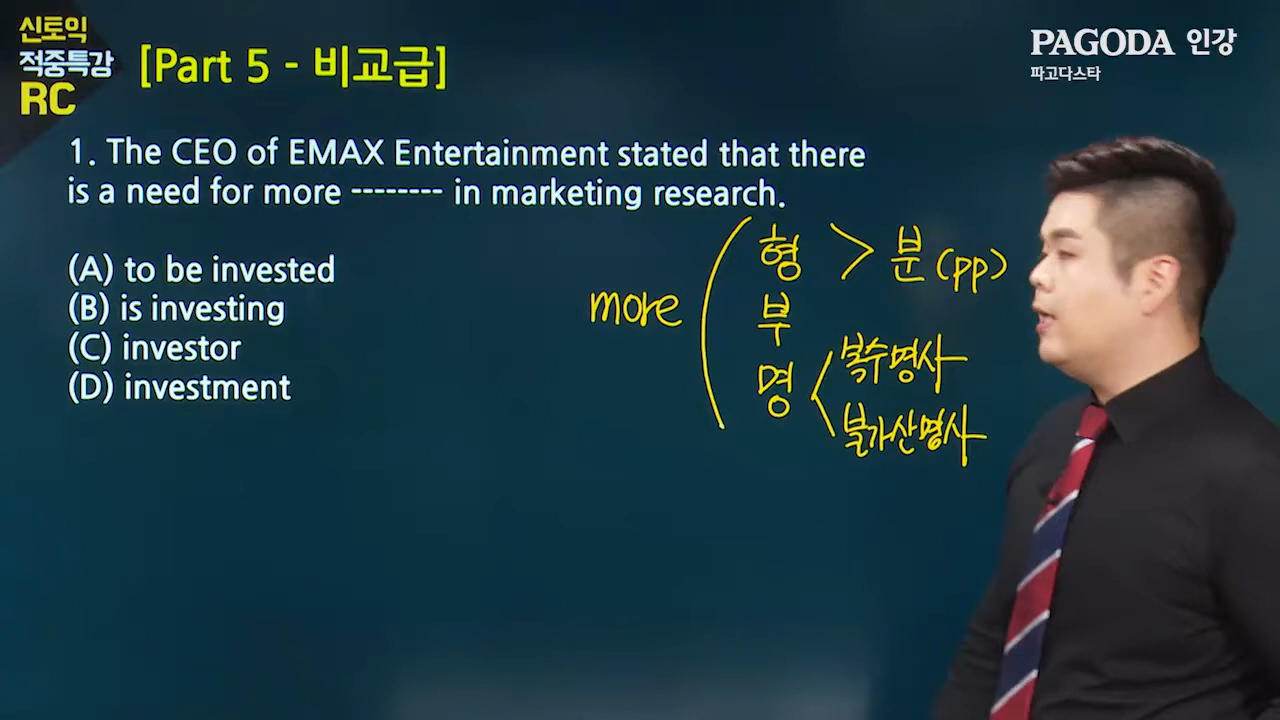 신토익
적중특강
RC
[Part 5 - 비교급]
PAGODA 인강
파고다스타
1. The CEO of EMAX Entertainment stated that there
is a need for more -------- in marketing research.
(A) to be invested
(B) is investing
(C) investor
(D) investment
more
형 > 분(pp)
부
명
복수명사
불가산명사